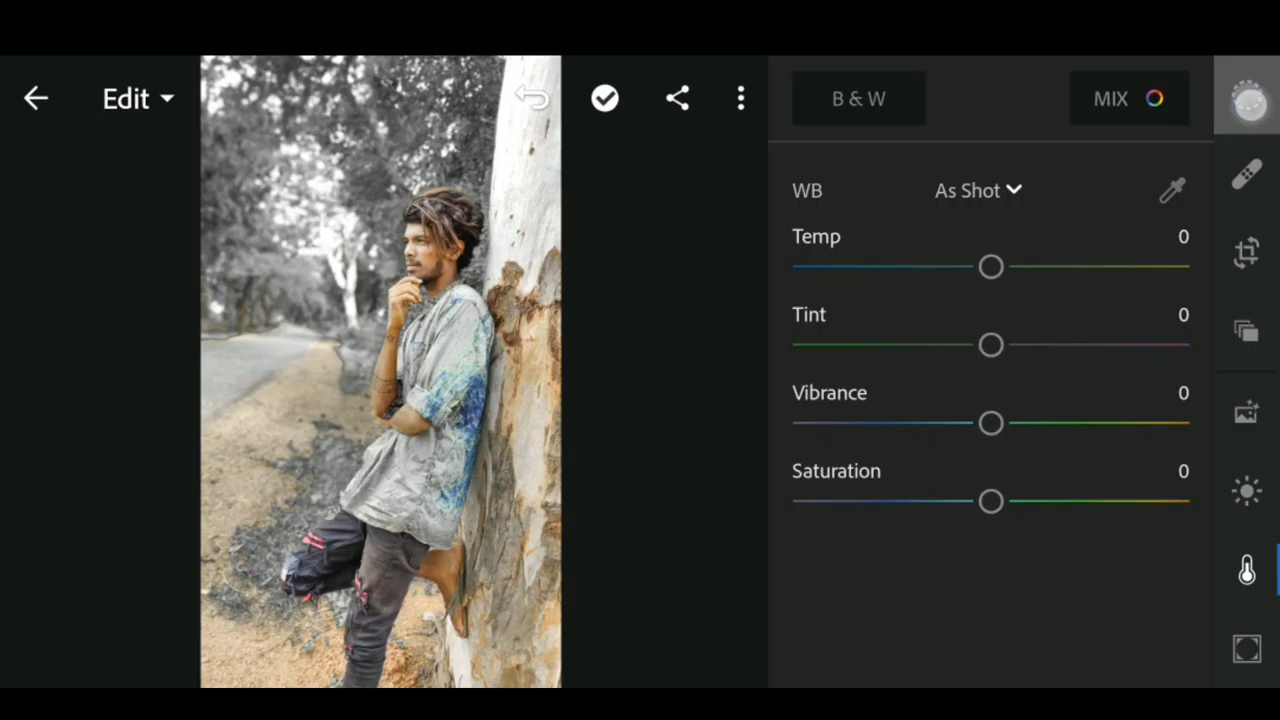 Edit
B & W
MIX
WB
As Shot
Temp
0
Tint
0
Vibrance
0
Saturation
0